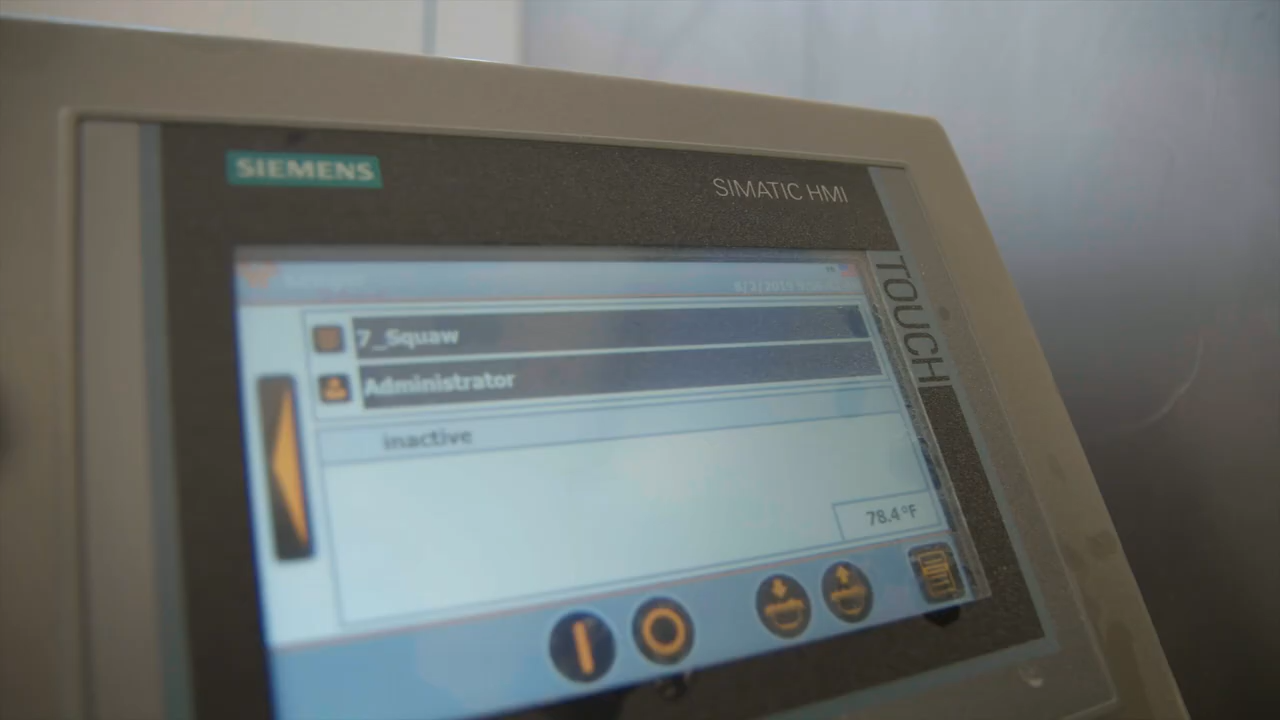 SIEMENS
SIMATIC HMI
TOUCH
7_Squaw
Administrator
inactive
78.4°F